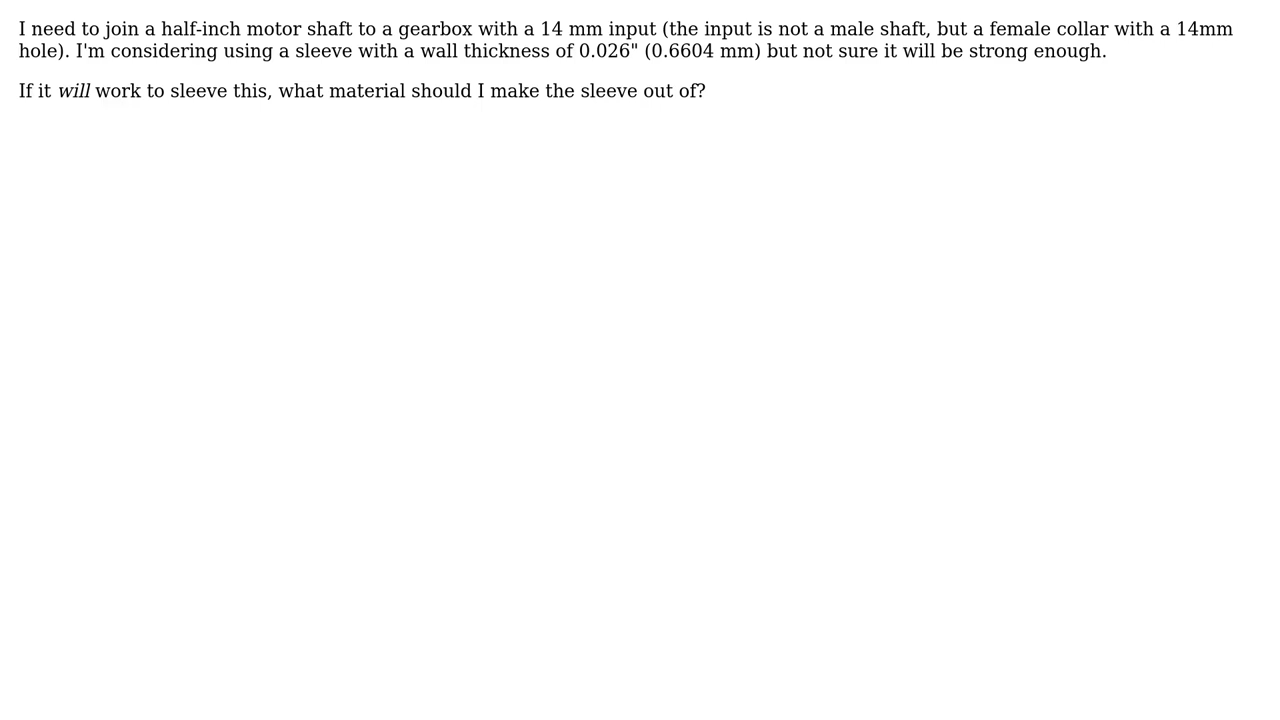 I need to join a half-inch motor shaft to a gearbox with a 14 mm input (the input is not a male shaft, but a female collar with a 14mm
hole). I'm considering using a sleeve with a wall thickness of 0.026" (0.6604 mm) but not sure it will be strong enough.
If it will work to sleeve this, what material should I make the sleeve out of?